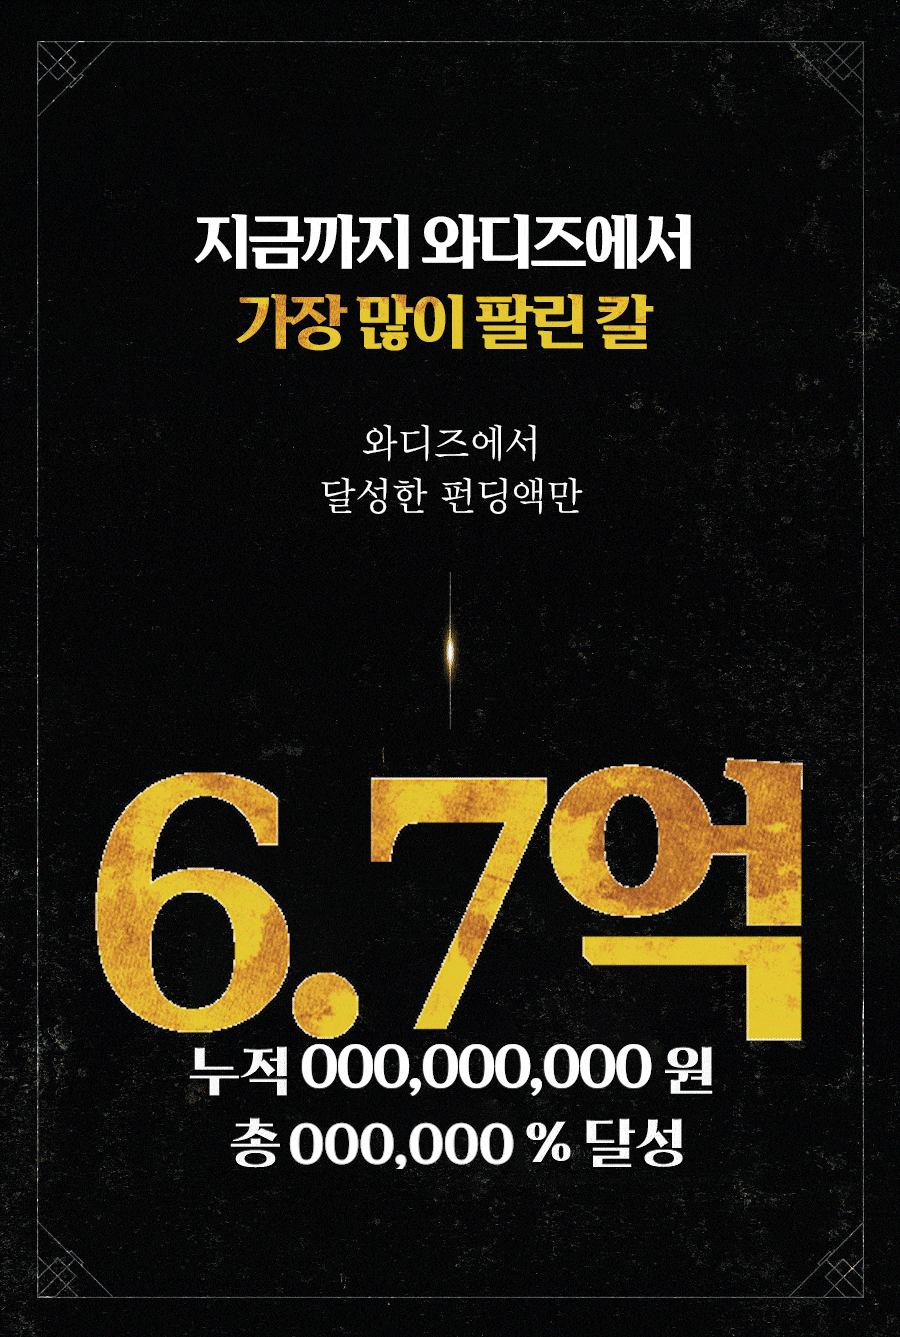 지금까지 와디즈에서
가장 많이 팔린 칼
와디즈에서
달성한 펀딩액만
6.7억
누적 000,000,000 원
총 000,000 % 달성